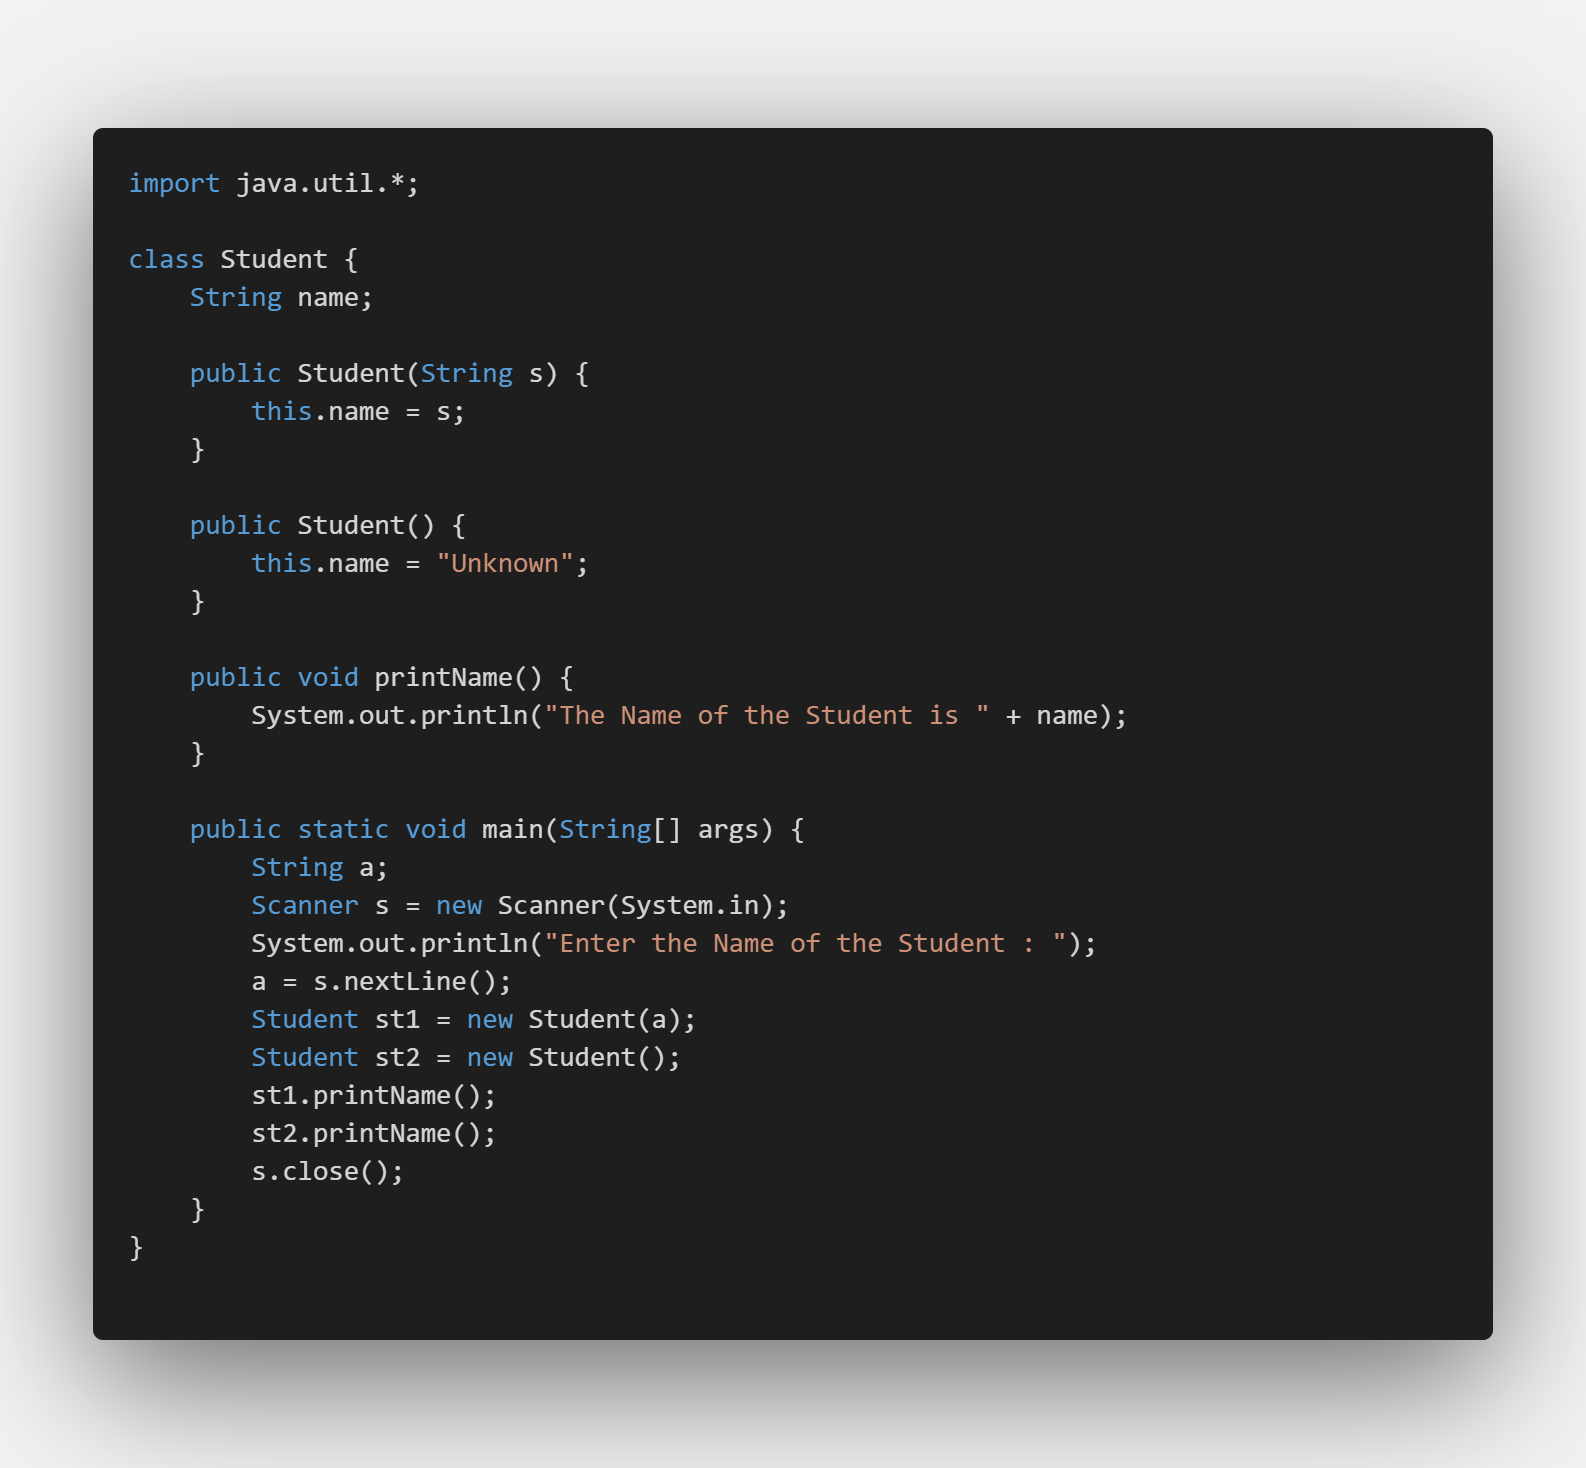 import java.util.*;

class Student {
    String name;

    public Student(String s) {
        this.name = s;
    }

    public Student() {
        this.name = "Unknown";
    }

    public void printName() {
        System.out.println("The Name of the Student is " + name);
    }

    public static void main(String[] args) {
        String a;
        Scanner s = new Scanner(System.in);
        System.out.println("Enter the Name of the Student : ");
        a = s.nextLine();
        Student st1 = new Student(a);
        Student st2 = new Student();
        st1.printName();
        st2.printName();
        s.close();
    }
}